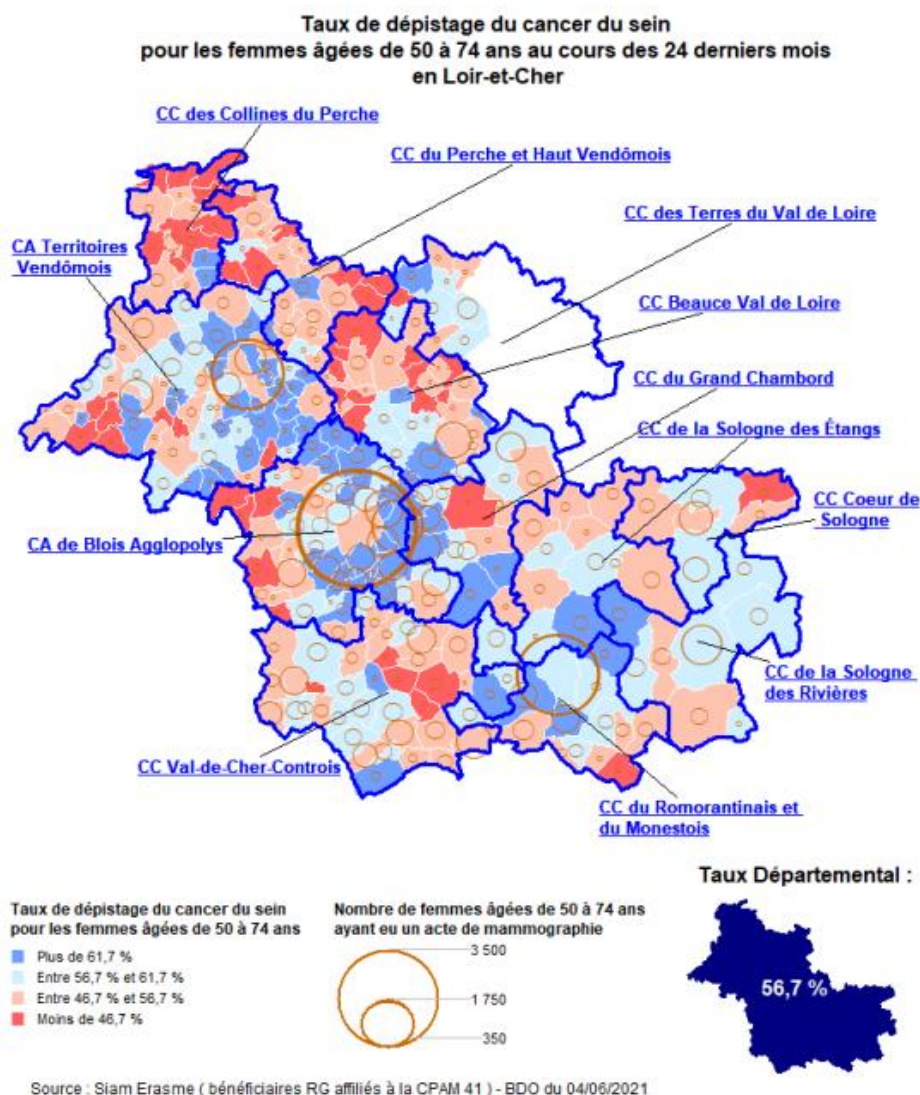 Taux de dépistage du cancer du sein
pour les femmes âgées de 50 à 74 ans au cours des 24 derniers mois
en Loir-et-Cher
CC des Collines du Perche
CC du Perche et Haut Vendômois
CC des Terres du Val de Loire
CA Territoires
Vendômois
CC Beauce Val de Loire
CC du Grand Chambord
CC de la Sologne des Étangs
CC Coeur de
Sologne
CA de Blois Agglopolys
CC de la Sologne
des Rivières
CC Val-de-Cher-Controis
CC du Romorantinais et
du Monestois
Taux Départemental :
56,7 %
Taux de dépistage du cancer du sein
pour les femmes âgées de 50 à 74 ans
Plus de 61,7 %
Entre 56,7 % et 61,7 %
Entre 46,7 % et 56,7 %
Moins de 46,7 %
Nombre de femmes âgées de 50 à 74 ans
ayant eu un acte de mammographie
3 500
1 750
350
Source : Siam Erasme ( bénéficiaires RG affiliés à la CPAM 41 ) - BDO du 04/06/2021